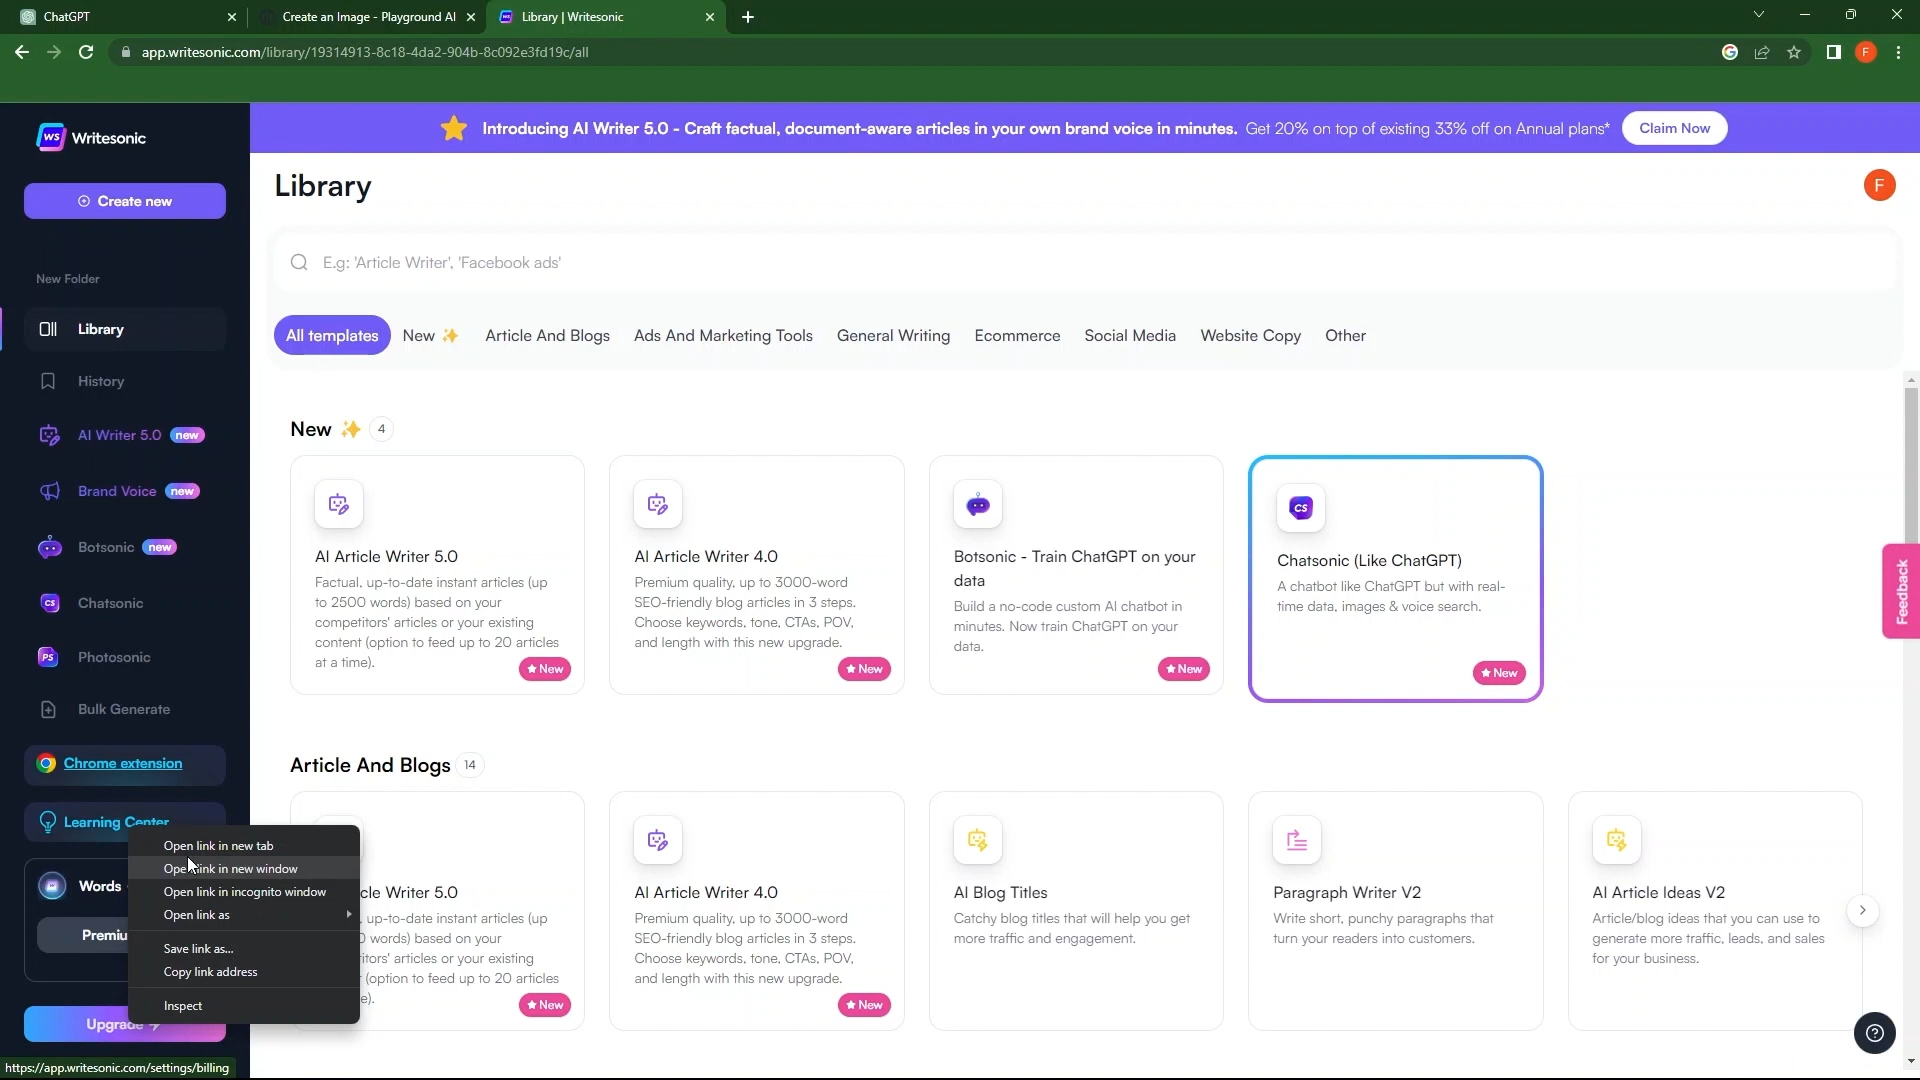 ChatGPT
Create an Image - Playground AI
Library | Writesonic
app.writesonic.com/library/19314913-8c18-4da2-904b-8c092e3fd19c/all
G
F
WS Writesonic
Introducing AI Writer 5.0 - Craft factual, document-aware articles in your own brand voice in minutes. Get 20% on top of existing 33% off on Annual plans*
Claim Now
Create new
Library
F
E.g: 'Article Writer', 'Facebook ads'
New Folder
Library
All templates
New
Article And Blogs
Ads And Marketing Tools
General Writing
Ecommerce
Social Media
Website Copy
Other
History
AI Writer 5.0 new
Brand Voice new
Botsonic new
CS Chatsonic
PS Photosonic
Bulk Generate
Chrome extension
Learning Center
Words
Premiu
Upgrade
New 4
AI Article Writer 5.0
Factual, up-to-date instant articles (up
to 2500 words) based on your
competitors' articles or your existing
content (option to feed up to 20 articles
at a time).
New
AI Article Writer 4.0
Premium quality, up to 3000-word
SEO-friendly blog articles in 3 steps.
Choose keywords, tone, CTAs, POV,
and length with this new upgrade.
New
Botsonic - Train ChatGPT on your
data
Build a no-code custom AI chatbot in
minutes. Now train ChatGPT on your
data.
New
CS
Chatsonic (Like ChatGPT)
A chatbot like ChatGPT but with real-
time data, images & voice search.
New
Feedback
Article And Blogs 14
cle Writer 5.0
up-to-date instant articles (up
words) based on your
itors' articles or your existing
(option to feed up to 20 articles
e).
New
AI Article Writer 4.0
Premium quality, up to 3000-word
SEO-friendly blog articles in 3 steps.
Choose keywords, tone, CTAs, POV,
and length with this new upgrade.
New
AI Blog Titles
Catchy blog titles that will help you get
more traffic and engagement.
Paragraph Writer V2
Write short, punchy paragraphs that
turn your readers into customers.
AI Article Ideas V2
Article/blog ideas that you can use to
generate more traffic, leads, and sales
for your business.
Open link in new tab
Open link in new window
Open link in incognito window
Open link as
Save link as...
Copy link address
Inspect
https://app.writesonic.com/settings/billing